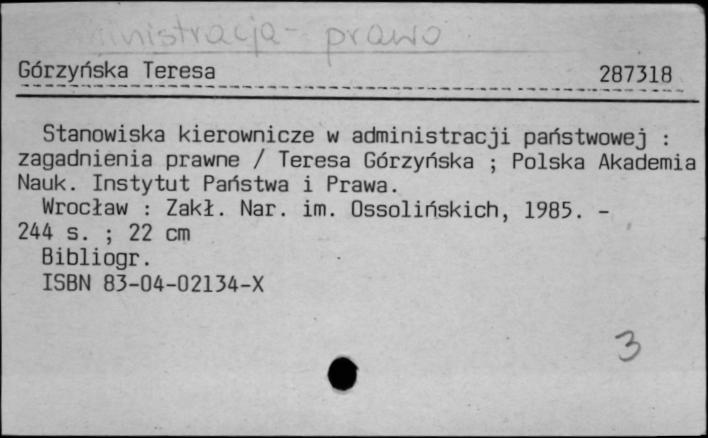 administracja - prawo
Górzyńska Teresa 287318
Stanowiska kierownicze w administracji państwowej :
zagadnienia prawne / Teresa Górzyńska ; Polska Akademia
Nauk. Instytut Państwa i Prawa.
Wrocław : Zakł. Nar. im. Ossolińskich, 1985. -
244 s. ; 22 cm
Bibliogr.
ISBN 83-04-02134-X
3